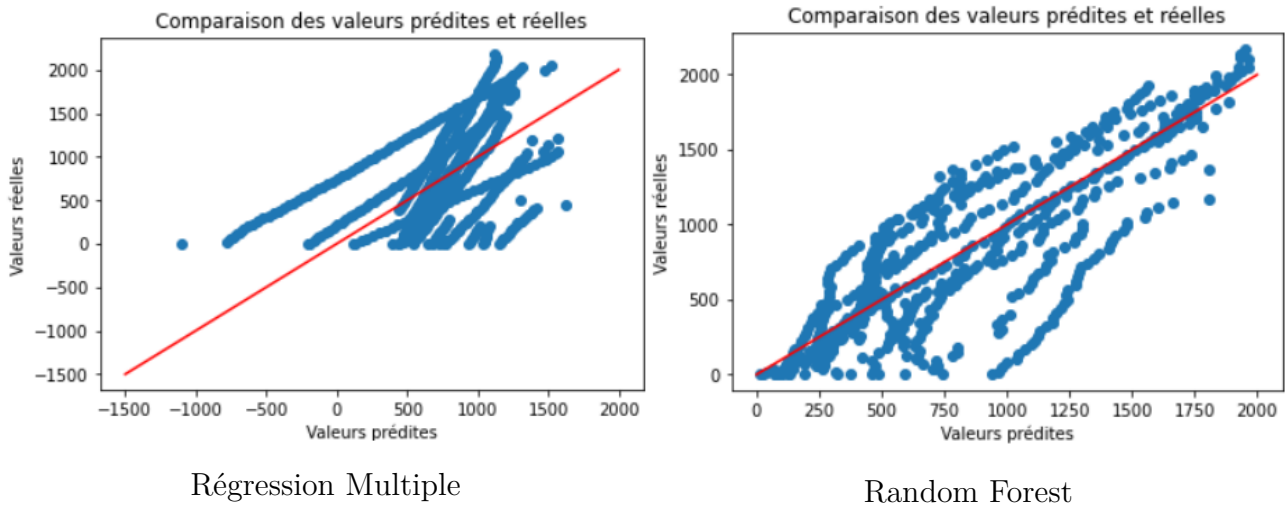 Comparaison des valeurs prédites et réelles
2000
1500
1000
500
0
−500
−1000
−1500
Valeurs réelles
−1500 −1000 −500 0 500 1000 1500 2000
Valeurs prédites
Régression Multiple
Comparaison des valeurs prédites et réelles
2000
1500
1000
500
0
Valeurs réelles
0 250 500 750 1000 1250 1500 1750 2000
Valeurs prédites
Random Forest